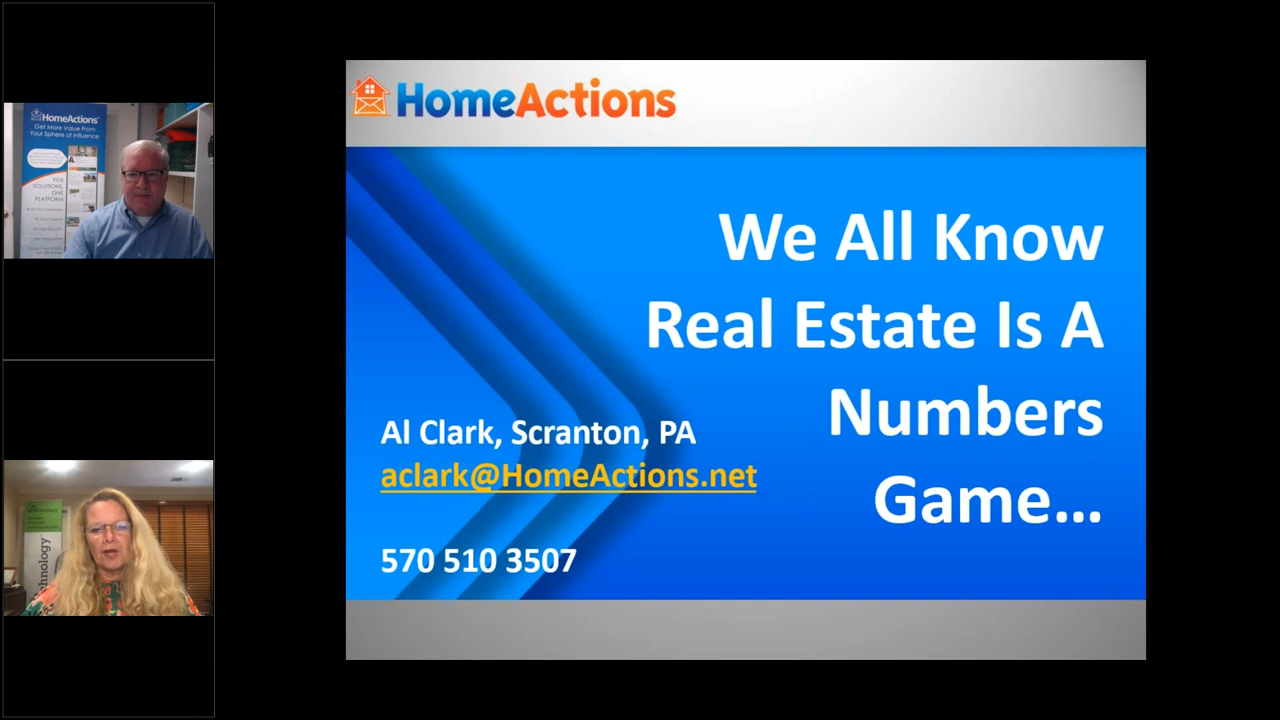 HomeActions
We All Know
Real Estate Is A
Numbers
Game...
Al Clark, Scranton, PA
aclark@HomeActions.net
570 510 3507
HomeActions
Get More Value From
Your Sphere of Influence
FIVE
SOLUTIONS,
ONE
PLATFORM